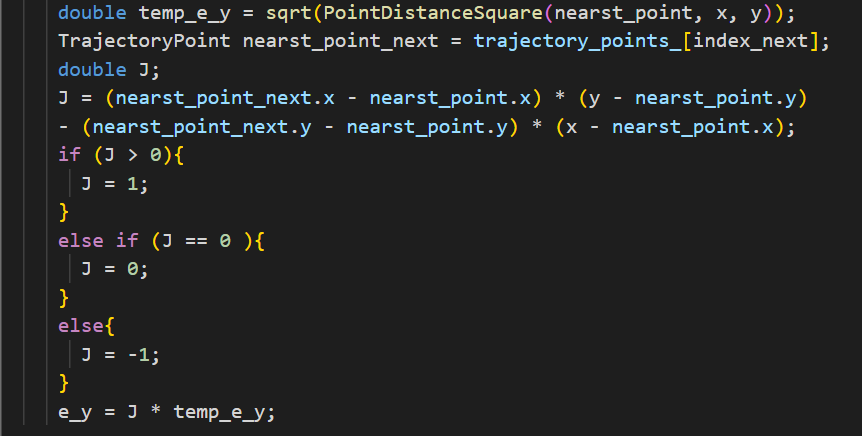 double temp_e_y = sqrt(PointDistanceSquare(nearst_point, x, y));
TrajectoryPoint nearst_point_next = trajectory_points_[index_next];
double J;
J = (nearst_point_next.x - nearst_point.x) * (y - nearst_point.y)
- (nearst_point_next.y - nearst_point.y) * (x - nearst_point.x);
if (J > 0){
J = 1;
}
else if (J == 0 ){
J = 0;
}
else{
J = -1;
}
e_y = J * temp_e_y;